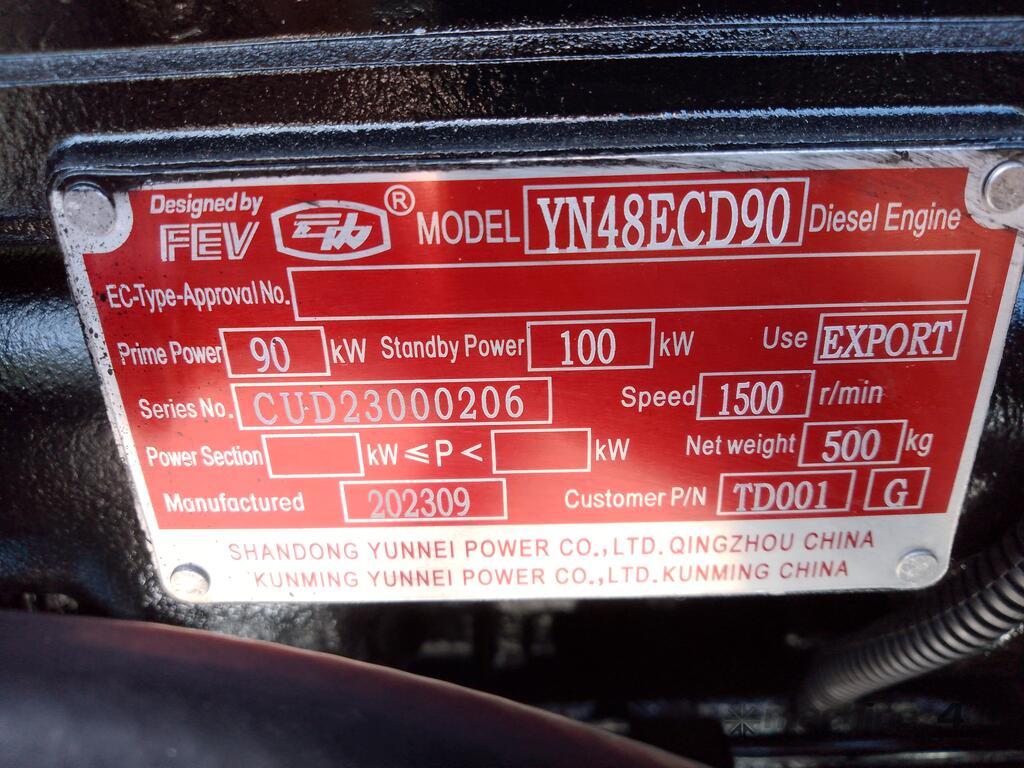 Designed by
FEV ® MODEL YN48ECD90 Diesel Engine
EC-Type-Approval No.
Prime Power 90 kW Standby Power 100 kW Use EXPORT
Series No. CUD23000206 Speed 1500 r/min
Power Section kW ≤ P < kW Net weight 500 kg
Manufactured 202309 Customer P/N TD001 G
SHANDONG YUNNEI POWER CO.,LTD. QINGZHOU CHINA
KUNMING YUNNEI POWER CO.,LTD. KUNMING CHINA